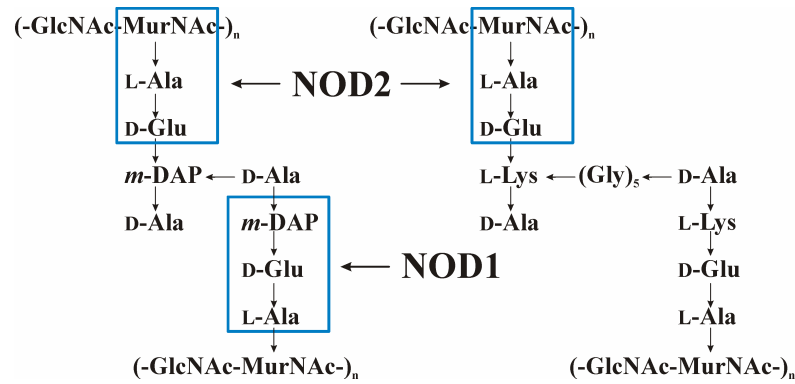 (-GlcNAc-MurNAc-)n (-GlcNAc-MurNAc-)n
L-Ala NOD2 L-Ala
D-Glu D-Glu
m-DAP D-Ala L-Lys (Gly)5 D-Ala
D-Ala m-DAP D-Ala L-Lys
D-Glu NOD1 D-Glu
L-Ala L-Ala
(-GlcNAc-MurNAc-)n (-GlcNAc-MurNAc-)n